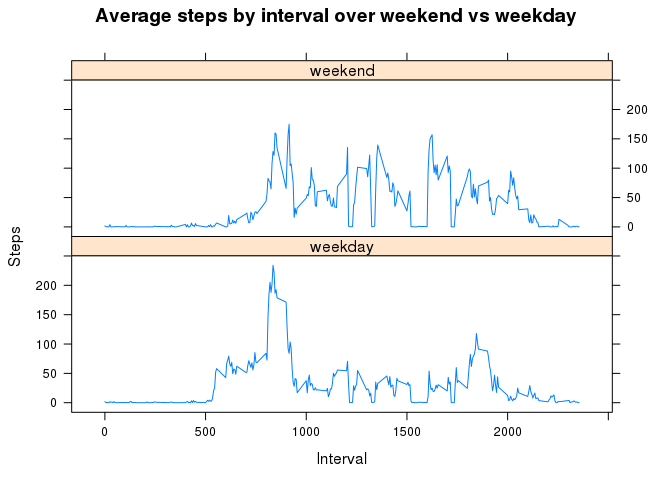 Average steps by interval over weekend vs weekday
weekend
200
150
100
50
0
Steps
weekday
200
150
100
50
0
0 500 1000 1500 2000
Interval